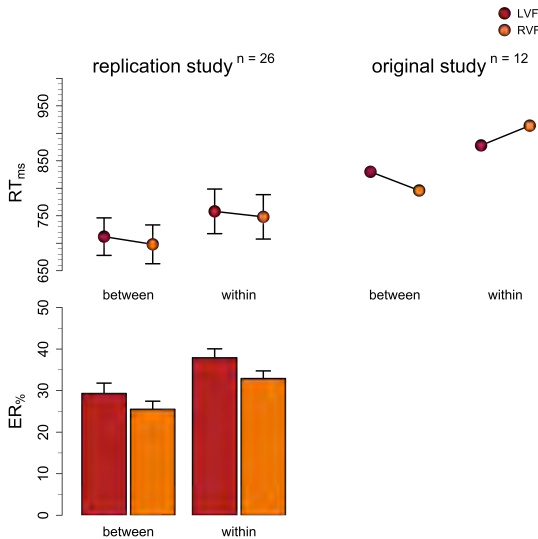 LVF
RVF
replication study n = 26
original study n = 12
RTms
950
850
750
650
between within between within
ER%
50
40
30
20
10
0
between within